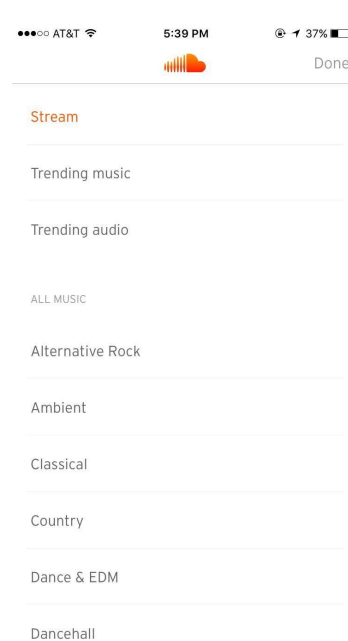 AT&T 5:39 PM 37%
Done
Stream
Trending music
Trending audio
ALL MUSIC
Alternative Rock
Ambient
Classical
Country
Dance & EDM
Dancehall